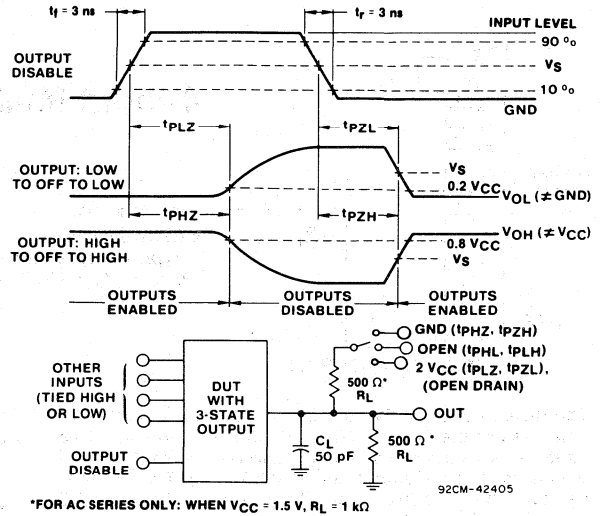 tf = 3 ns
tr = 3 ns
INPUT LEVEL
90 %
VS
10 %
GND
OUTPUT
DISABLE
tPLZ
tPZL
OUTPUT: LOW
TO OFF TO LOW
VS
0.2 VCC
VOL (≠ GND)
tPHZ
tPZH
OUTPUT: HIGH
TO OFF TO HIGH
VOH (≠ VCC)
0.8 VCC
VS
OUTPUTS
ENABLED
OUTPUTS
DISABLED
OUTPUTS
ENABLED
GND (tPHZ, tPZH)
OPEN (tPHL, tPLH)
2 VCC (tPLZ, tPZL),
(OPEN DRAIN)
OTHER
INPUTS
(TIED HIGH
OR LOW)
DUT
WITH
3-STATE
OUTPUT
500 Ω*
RL
OUT
CL
50 pF
500 Ω*
RL
OUTPUT
DISABLE
92CM-42405
*FOR AC SERIES ONLY: WHEN VCC = 1.5 V, RL = 1 kΩ